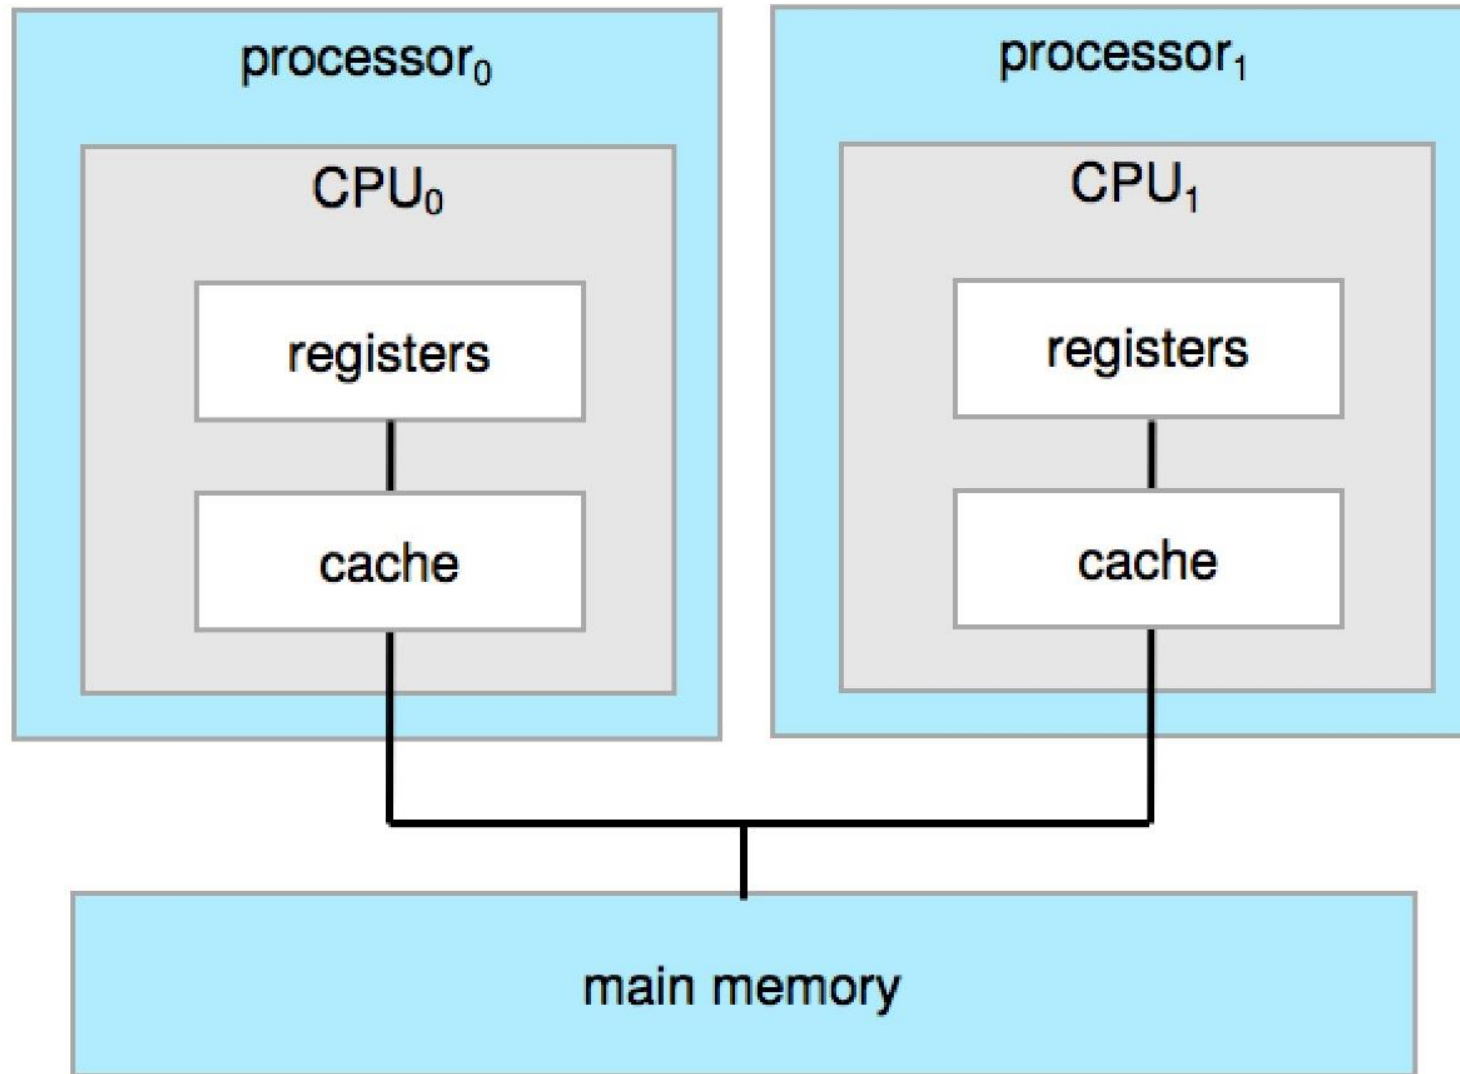 processor₀
processor₁
CPU₀
CPU₁
registers
registers
cache
cache
main memory